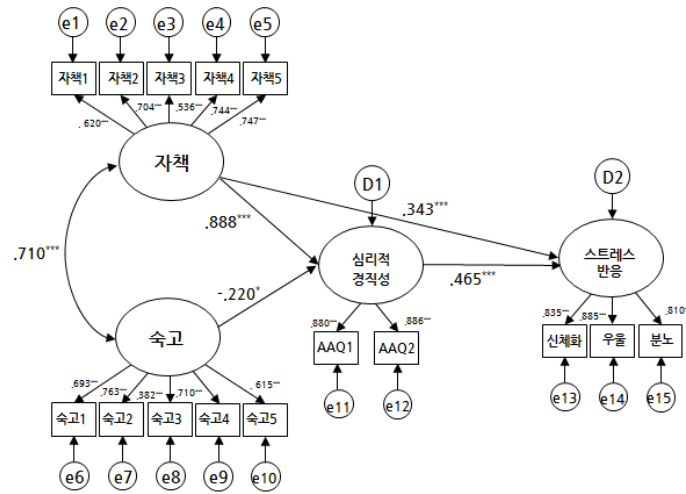 e1 e2 e3 e4 e5
자책1 자책2 자책3 자책4 자책5
.620*** .704*** .536*** .744*** .747***
자책
D1
D2
.343***
.888***
.710***
심리적
경직성
스트레스
반응
.465***
-.220*
숙고
.880*** .886***
.835*** .885*** .810*
AAQ1 AAQ2
신체화 우울 분노
.693*** .763*** .382*** .710*** .615***
e11 e12
e13 e14 e15
숙고1 숙고2 숙고3 숙고4 숙고5
e6 e7 e8 e9 e10